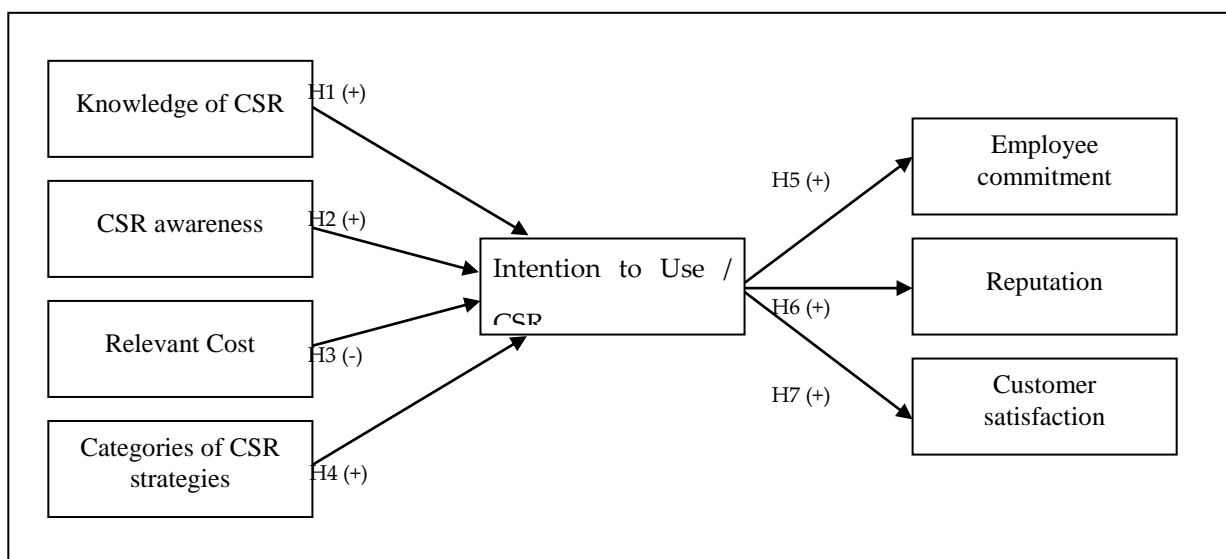 Knowledge of CSR
H1 (+)
CSR awareness
H2 (+)
Relevant Cost
H3 (-)
Categories of CSR
strategies
H4 (+)
Intention to Use /
CSR
H5 (+)
H6 (+)
H7 (+)
Employee
commitment
Reputation
Customer
satisfaction